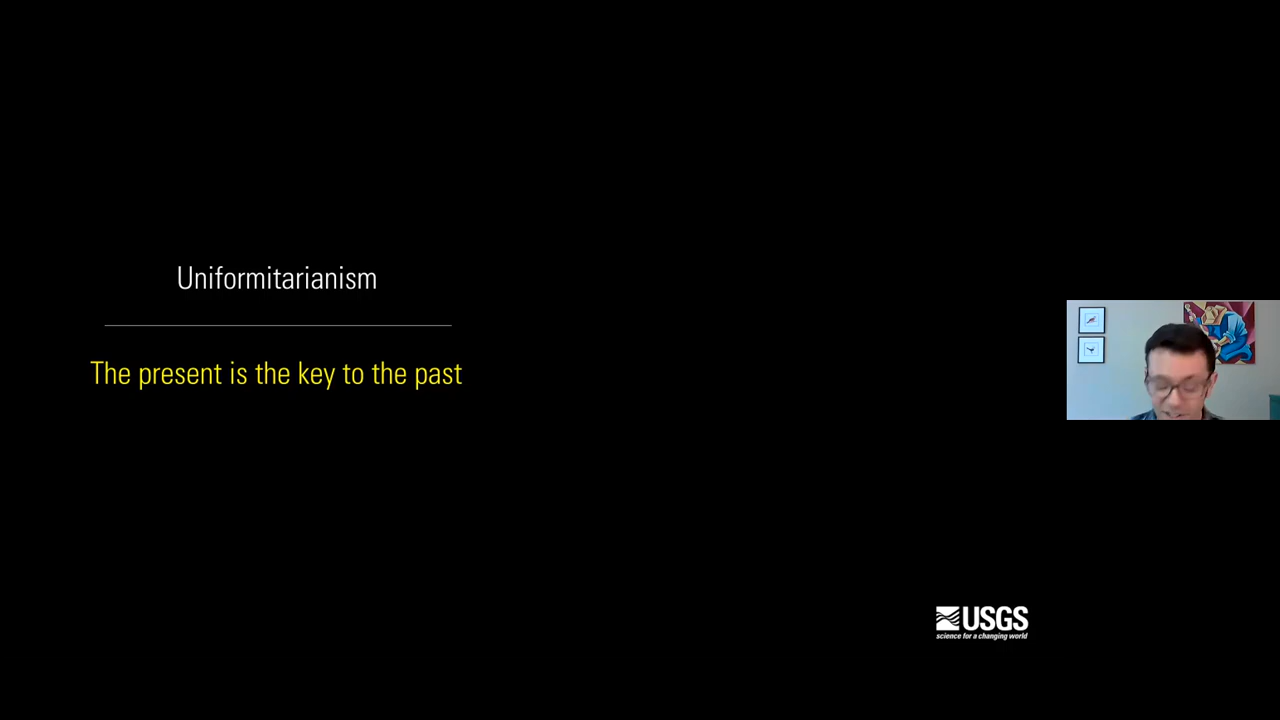 Uniformitarianism
The present is the key to the past
USGS
science for a changing world